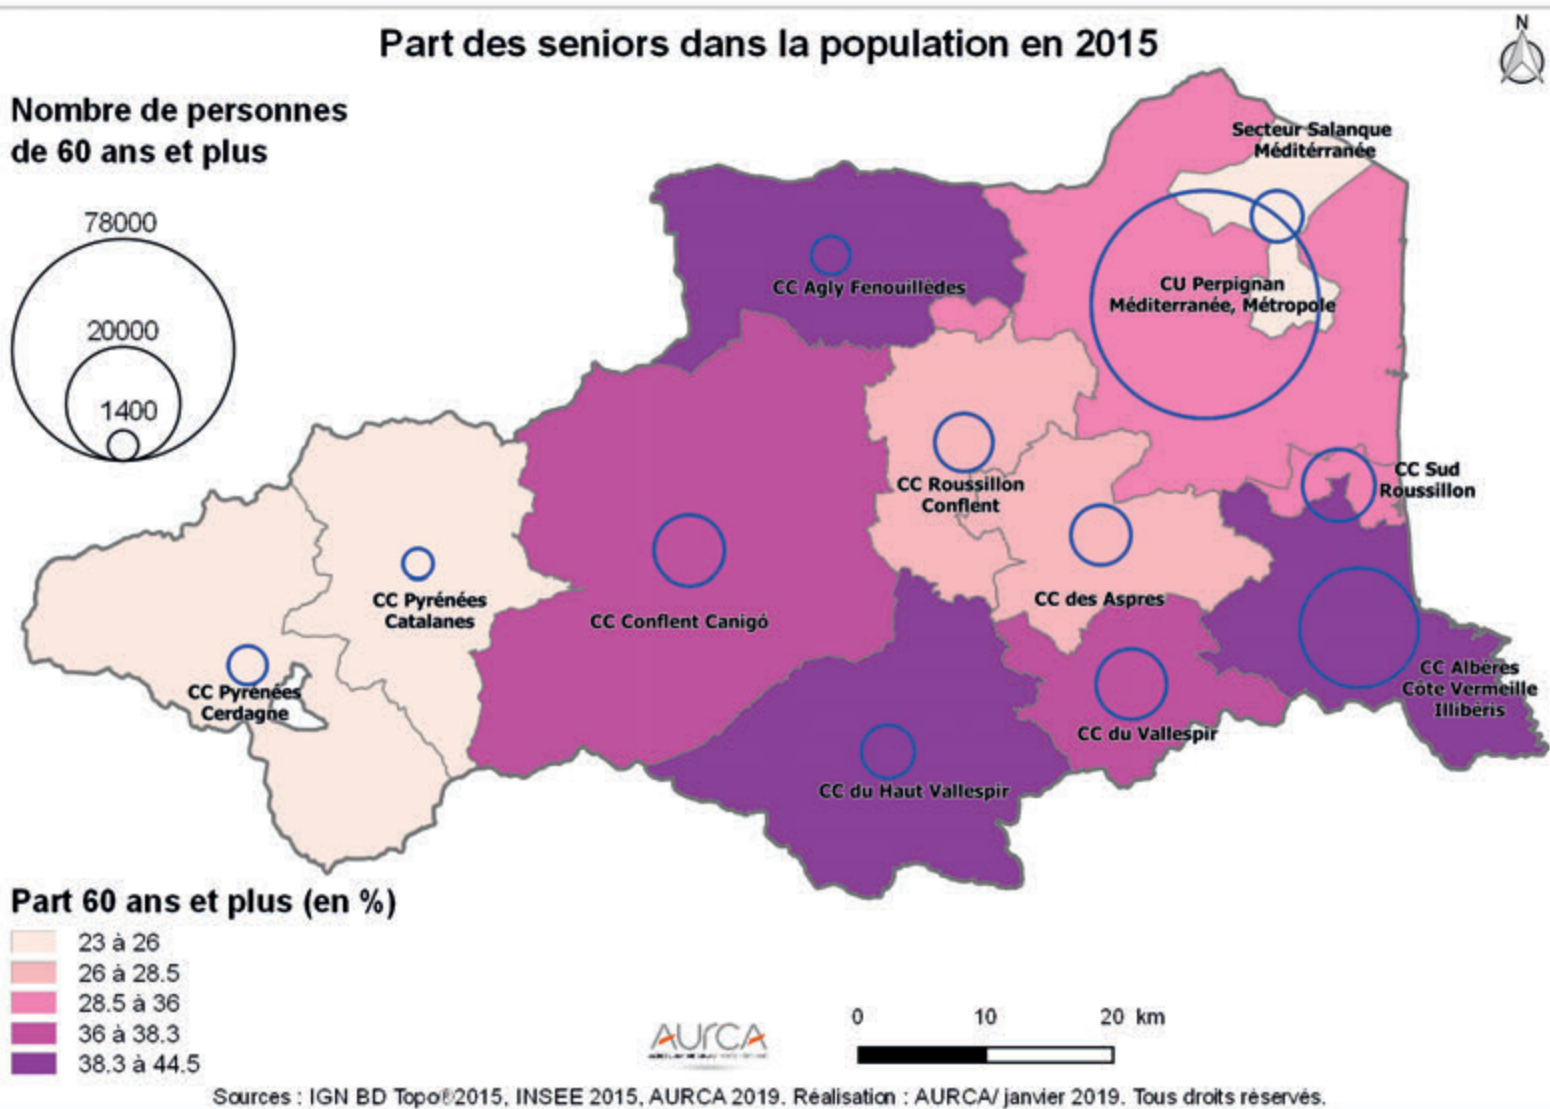 Part des seniors dans la population en 2015
N
Nombre de personnes
de 60 ans et plus
78000
20000
1400
Secteur Salanque
Méditérranée
CC Agly Fenouillèdes
CU Perpignan
Méditerranée, Métropole
CC Roussillon
Conflent
CC Sud
Roussillon
CC Pyrénées
Catalanes
CC Conflent Canigó
CC des Aspres
CC Pyrénées
Cerdagne
CC Albères
Côte Vermeille
Illibéris
CC du Vallespir
CC du Haut Vallespir
Part 60 ans et plus (en %)
23 à 26
26 à 28.5
28.5 à 36
36 à 38.3
38.3 à 44.5
AURCA
0 10 20 km
Sources : IGN BD Topo®2015, INSEE 2015, AURCA 2019. Réalisation : AURCA/ janvier 2019. Tous droits réservés.